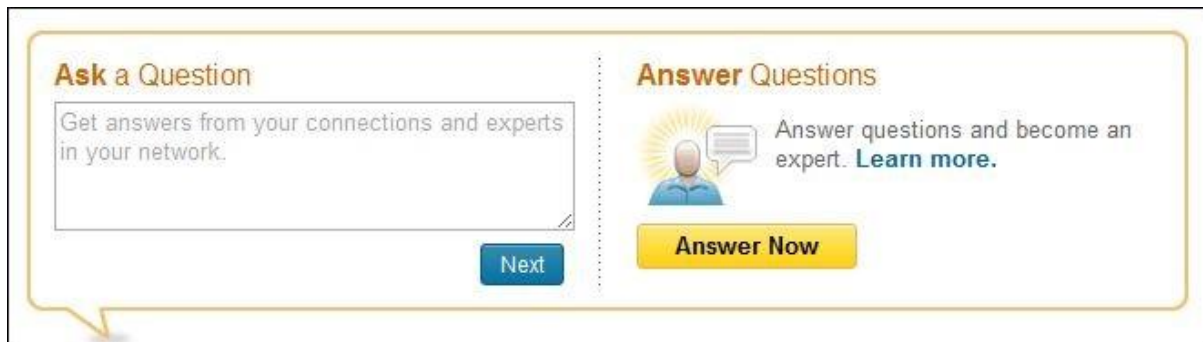 Ask a Question
Get answers from your connections and experts
in your network.
Next
Answer Questions
Answer questions and become an
expert. Learn more.
Answer Now